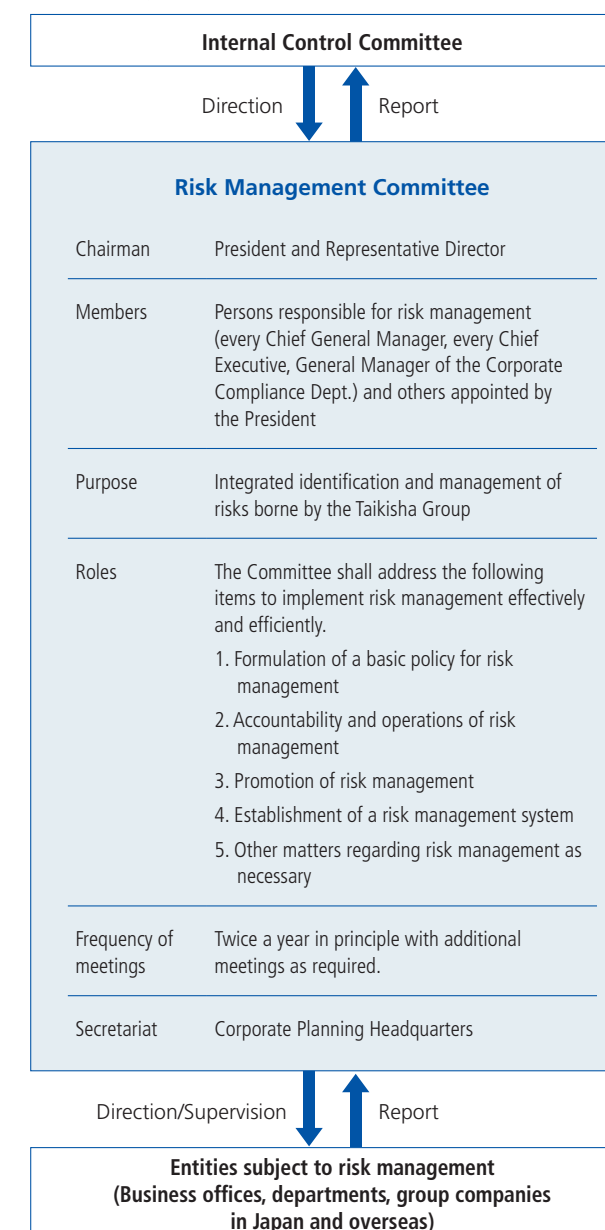 Internal Control Committee
Direction
Report
Risk Management Committee
Chairman
President and Representative Director
Members
Persons responsible for risk management
(every Chief General Manager, every Chief
Executive, General Manager of the Corporate
Compliance Dept.) and others appointed by
the President
Purpose
Integrated identification and management of
risks borne by the Taikisha Group
Roles
The Committee shall address the following
items to implement risk management effectively
and efficiently.
1. Formulation of a basic policy for risk
management
2. Accountability and operations of risk
management
3. Promotion of risk management
4. Establishment of a risk management system
5. Other matters regarding risk management as
necessary
Frequency of
meetings
Twice a year in principle with additional
meetings as required.
Secretariat
Corporate Planning Headquarters
Direction/Supervision
Report
Entities subject to risk management
(Business offices, departments, group companies
in Japan and overseas)